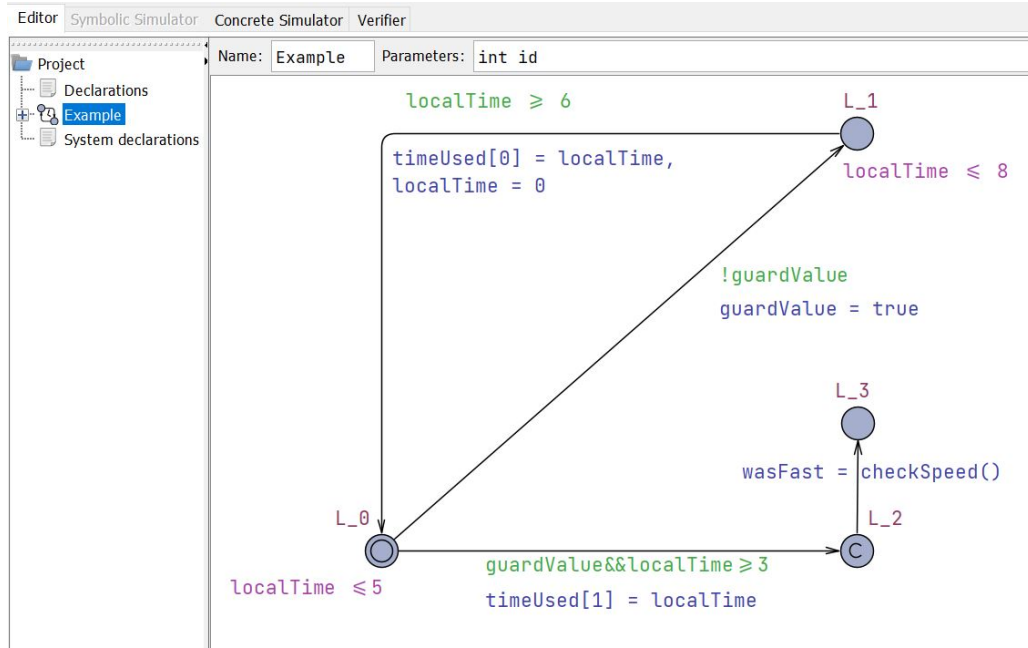 Editor Symbolic Simulator Concrete Simulator Verifier
Project
Declarations
Example
System declarations
Name: Example Parameters: int id
localTime ⩾ 6
L_1
timeUsed[0] = localTime,
localTime = 0
localTime ⩽ 8
!guardValue
guardValue = true
L_3
wasFast = checkSpeed()
L_0
L_2
C
guardValue&&localTime⩾3
localTime ⩽5
timeUsed[1] = localTime